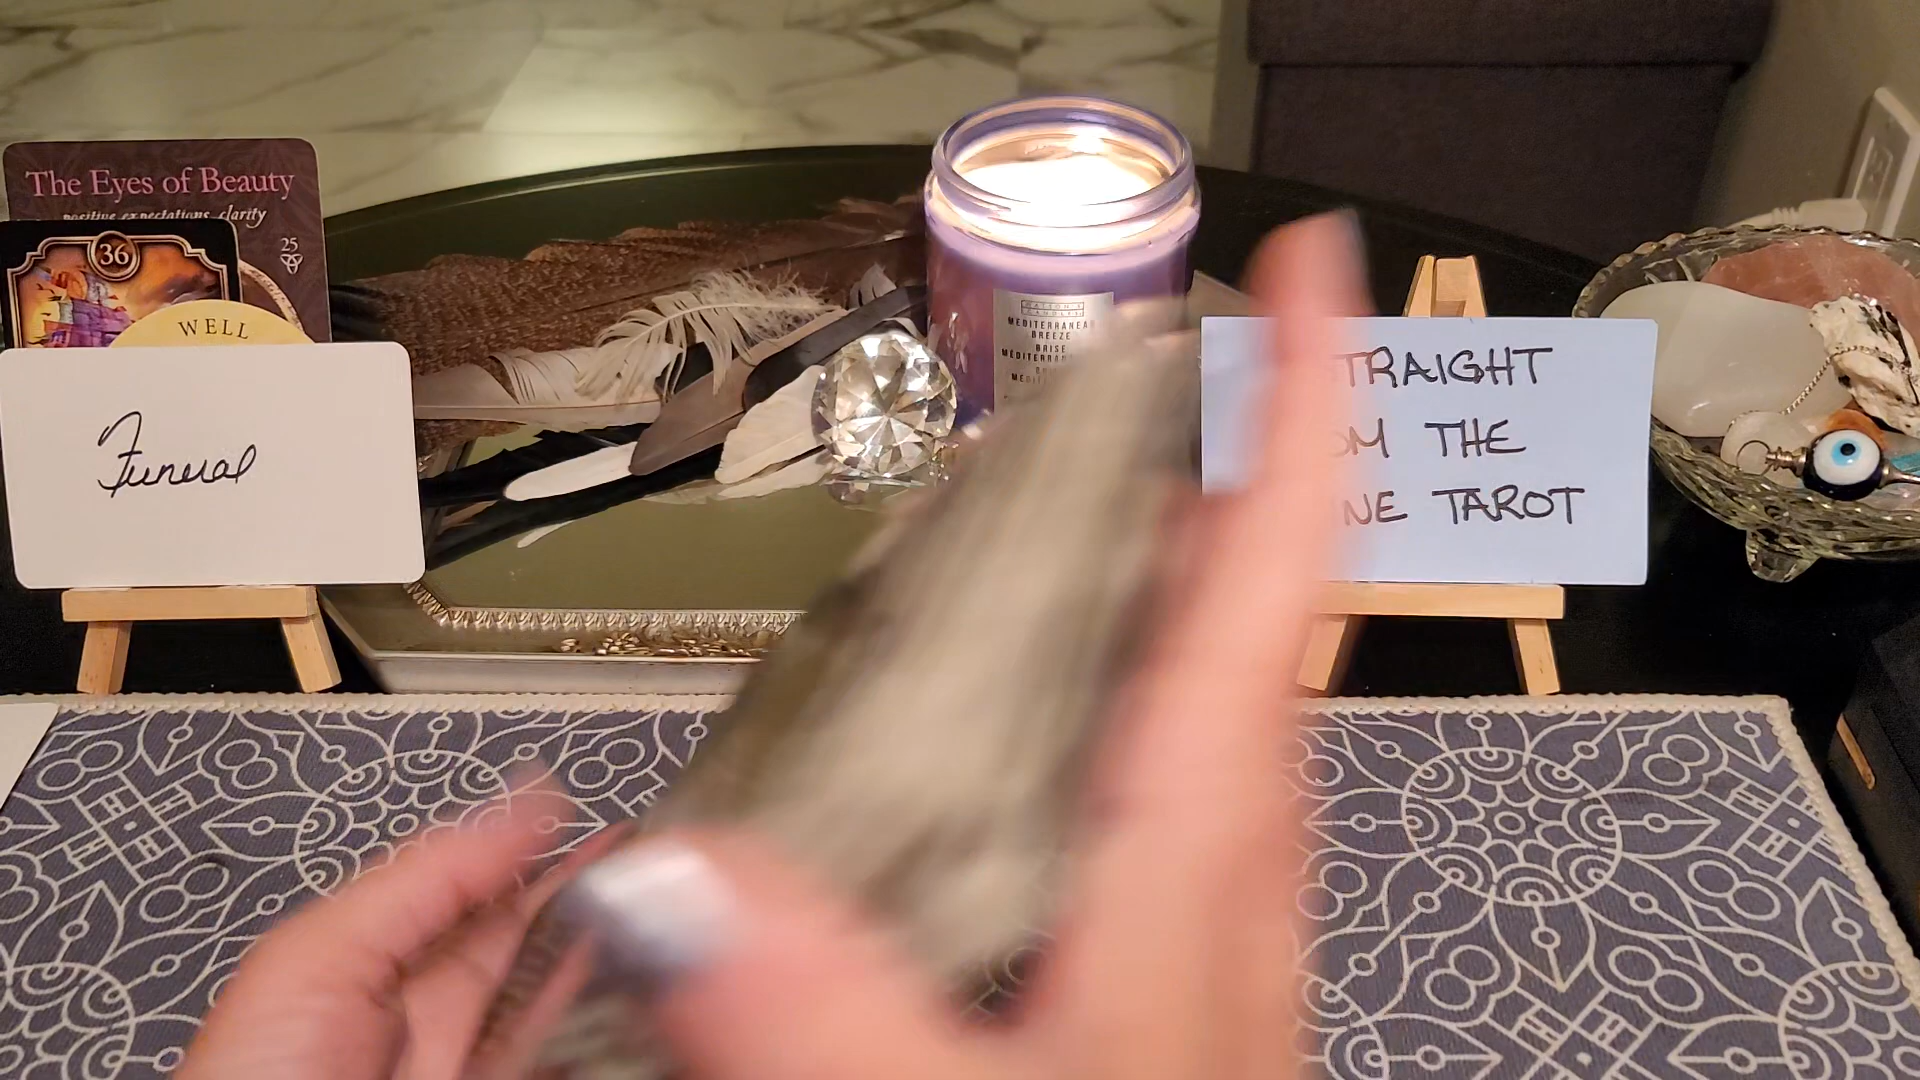 The Eyes of Beauty
positive expectations, clarity
25
36
WELL
Funeral
MEDITERRANEAN
BREEZE
BRISE
TRAIGHT
OM THE
NE TAROT